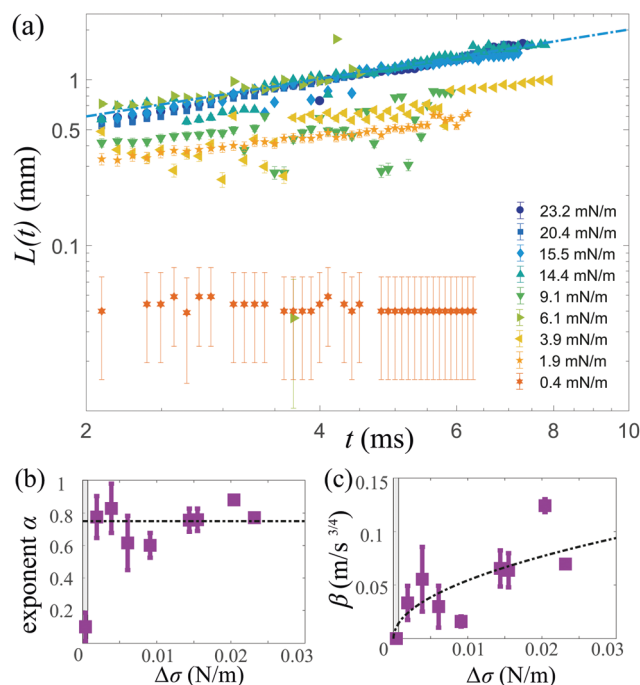 (a)
L(t) (mm)
1
0.5
0.1
23.2 mN/m
20.4 mN/m
15.5 mN/m
14.4 mN/m
9.1 mN/m
6.1 mN/m
3.9 mN/m
1.9 mN/m
0.4 mN/m
2 4 6 8 10
t (ms)
(b)
exponent α
1
0.8
0.6
0.4
0.2
0 0.01 0.02 0.03
Δσ (N/m)
(c)
β (m/s 3/4)
0.15
0.1
0.05
0
0 0.01 0.02 0.03
Δσ (N/m)